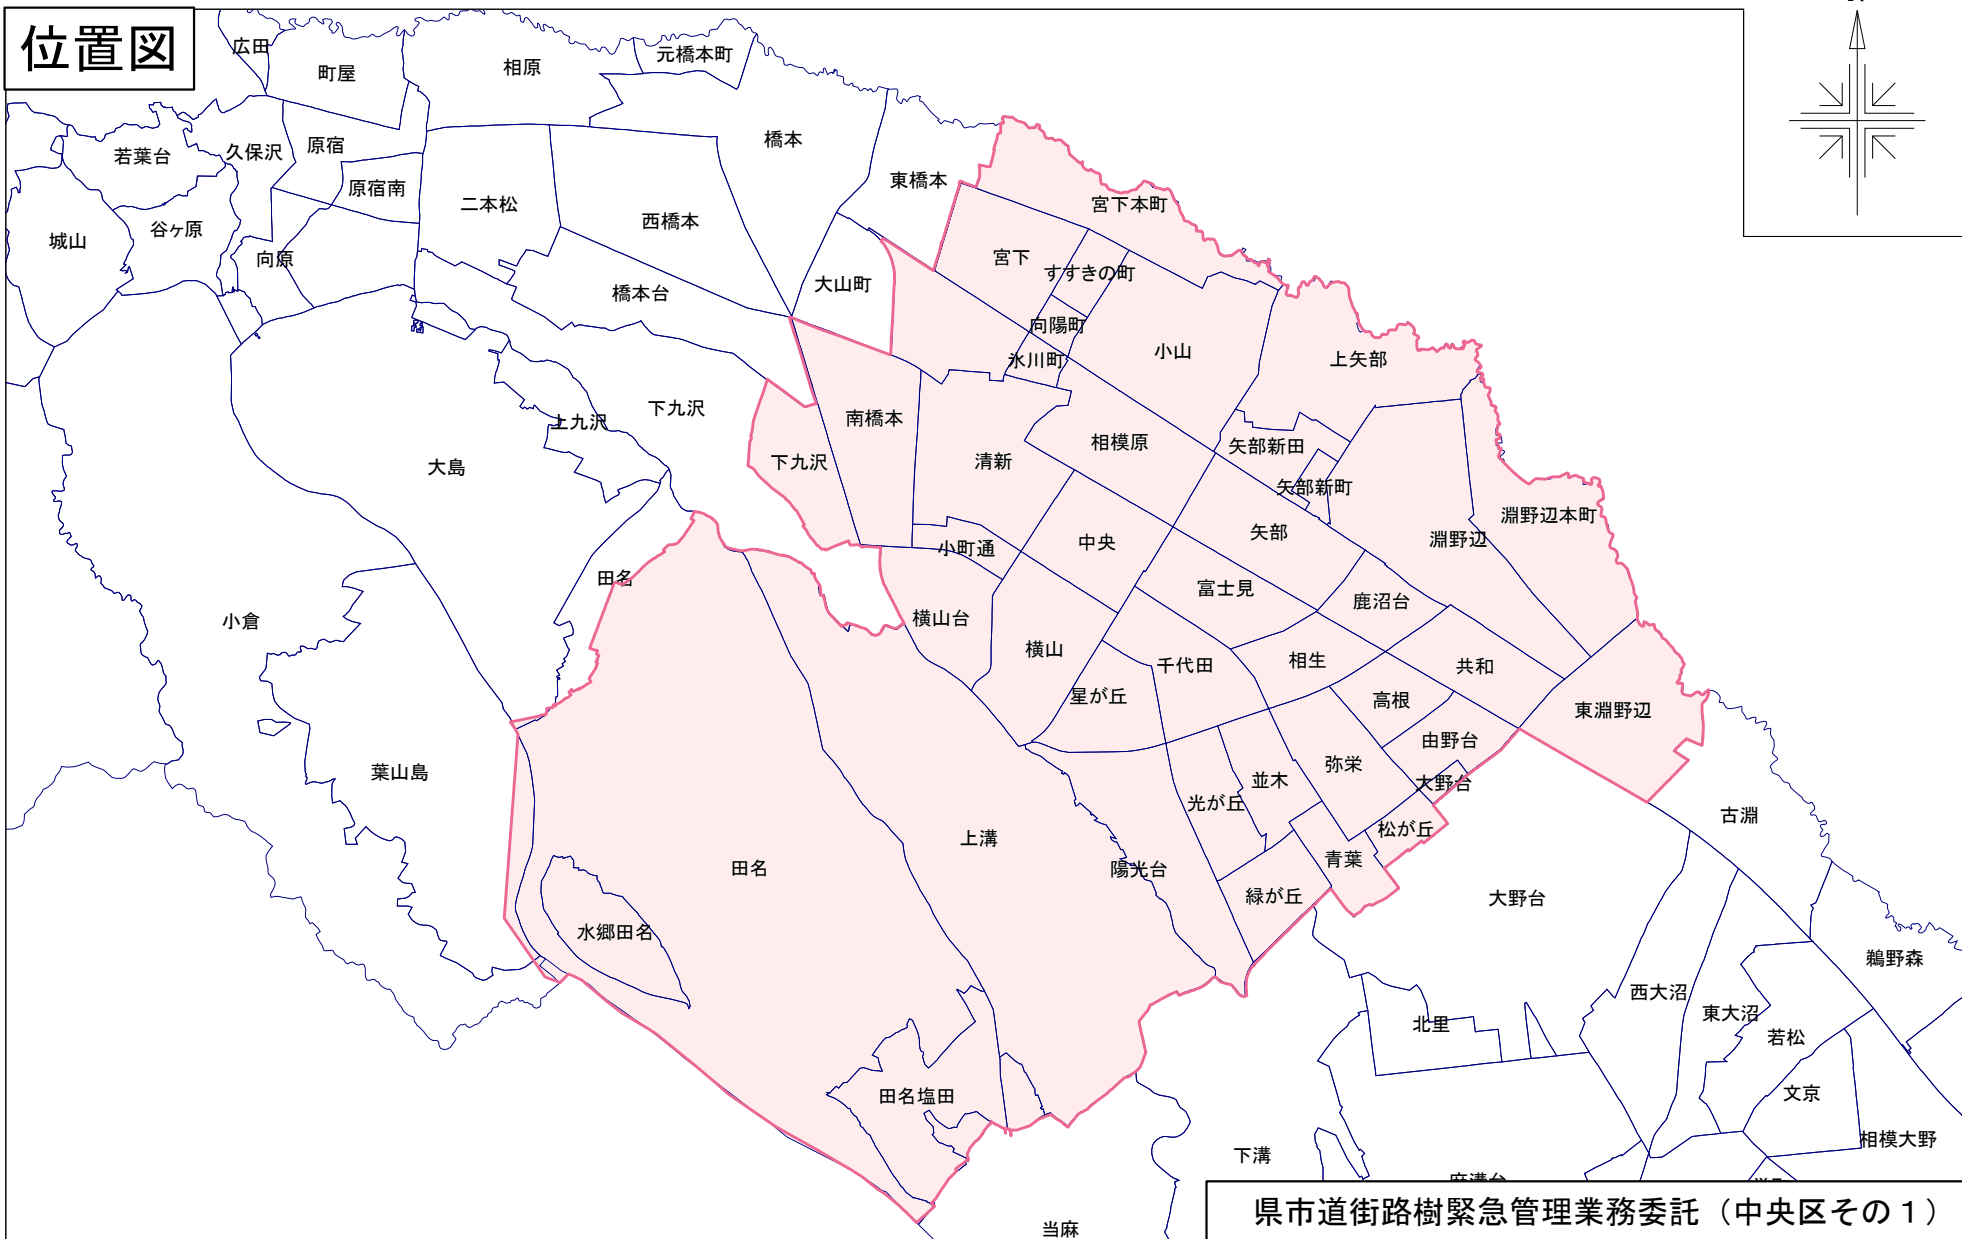 位置図
広田
町屋
相原
元橋本町
橋本
若葉台
久保沢
原宿
原宿南
東橋本
二本松
西橋本
宮下本町
城山
谷ヶ原
向原
宮下
すすきの町
大山町
橋本台
向陽町
氷川町
小山
上矢部
下九沢
上九沢
南橋本
相模原
矢部新田
大島
下九沢
清新
矢部新町
淵野辺本町
淵野辺
矢部
中央
小町通
田名
富士見
鹿沼台
小倉
横山台
横山
千代田
相生
共和
星が丘
高根
東淵野辺
由野台
葉山島
弥栄
並木
大野台
光が丘
古淵
松が丘
上溝
田名
陽光台
青葉
緑が丘
大野台
水郷田名
鵜野森
西大沼
東大沼
北里
若松
田名塩田
文京
相模大野
下溝
当麻
県市道街路樹緊急管理業務委託（中央区その１）